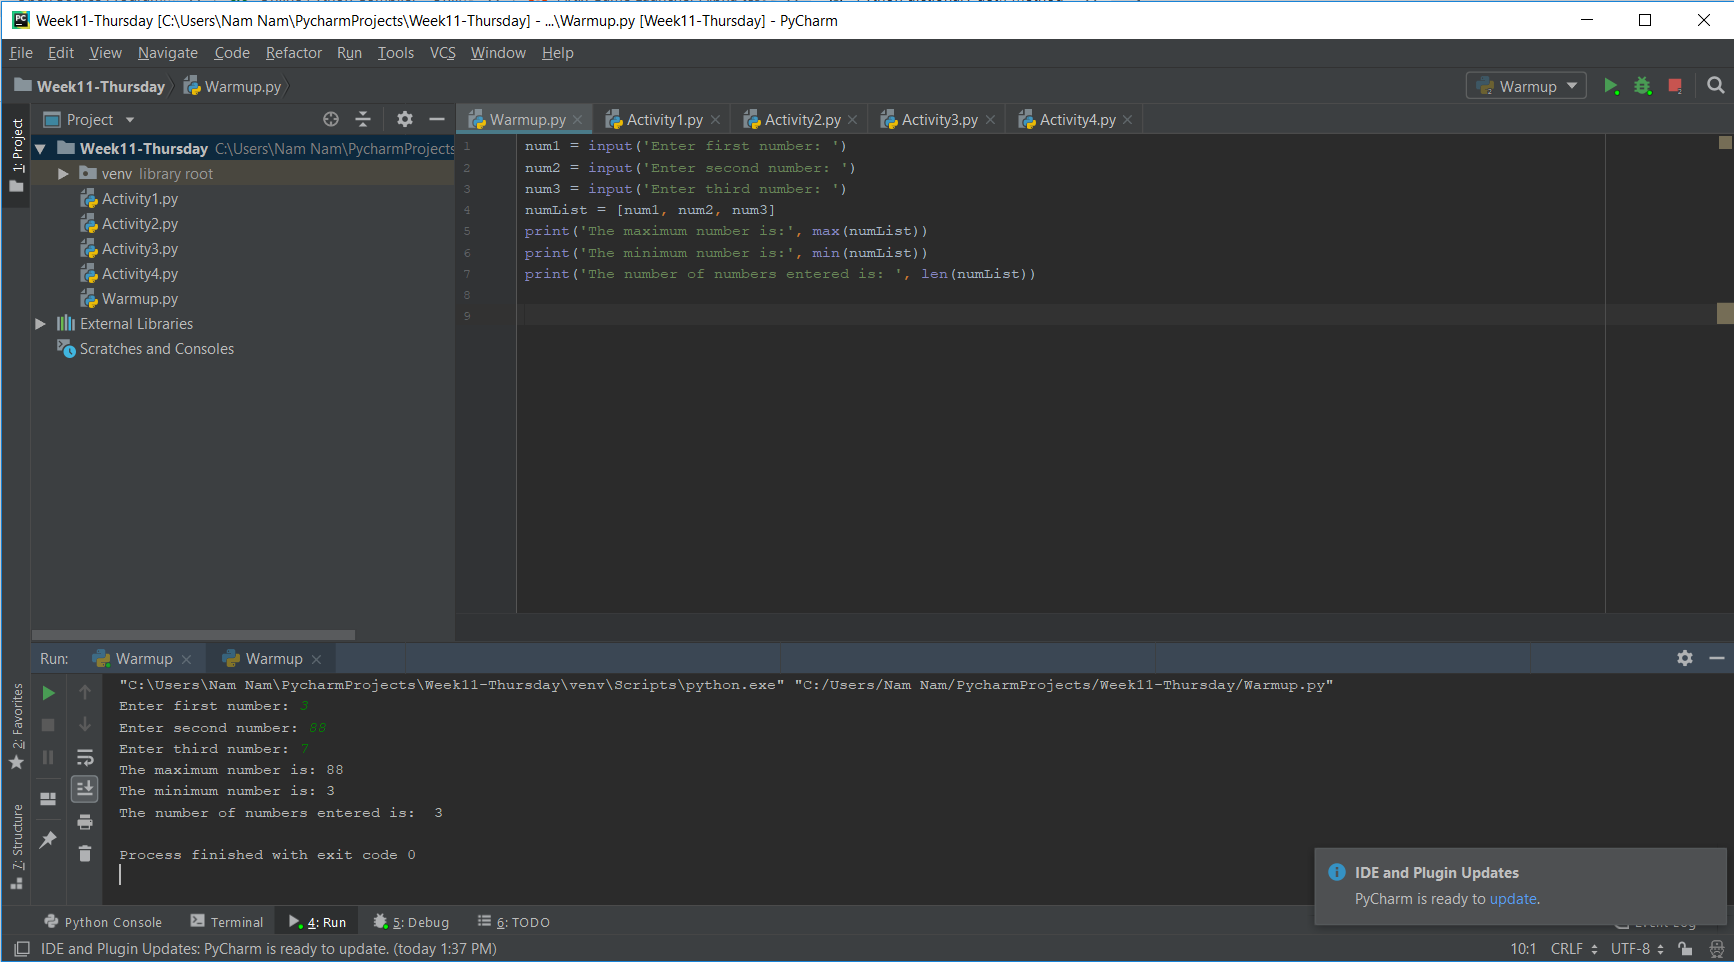 Week11-Thursday [C:\Users\Nam Nam\PycharmProjects\Week11-Thursday] - ...\Warmup.py [Week11-Thursday] - PyCharm
File Edit View Navigate Code Refactor Run Tools VCS Window Help
Week11-Thursday Warmup.py Warmup
1: Project
Project
Warmup.py Activity1.py Activity2.py Activity3.py Activity4.py
Week11-Thursday C:\Users\Nam Nam\PycharmProjects
venv library root
Activity1.py
Activity2.py
Activity3.py
Activity4.py
Warmup.py
External Libraries
Scratches and Consoles
1 num1 = input('Enter first number: ')
2 num2 = input('Enter second number: ')
3 num3 = input('Enter third number: ')
4 numList = [num1, num2, num3]
5 print('The maximum number is:', max(numList))
6 print('The minimum number is:', min(numList))
7 print('The number of numbers entered is: ', len(numList))
8
9
Run: Warmup Warmup
2: Favorites
7: Structure
"C:\Users\Nam Nam\PycharmProjects\Week11-Thursday\venv\Scripts\python.exe" "C:/Users/Nam Nam/PycharmProjects/Week11-Thursday/Warmup.py"
Enter first number: 3
Enter second number: 88
Enter third number: 7
The maximum number is: 88
The minimum number is: 3
The number of numbers entered is:  3
Process finished with exit code 0
IDE and Plugin Updates
PyCharm is ready to update.
Python Console Terminal 4: Run 5: Debug 6: TODO Event Log
IDE and Plugin Updates: PyCharm is ready to update. (today 1:37 PM) 10:1 CRLF UTF-8